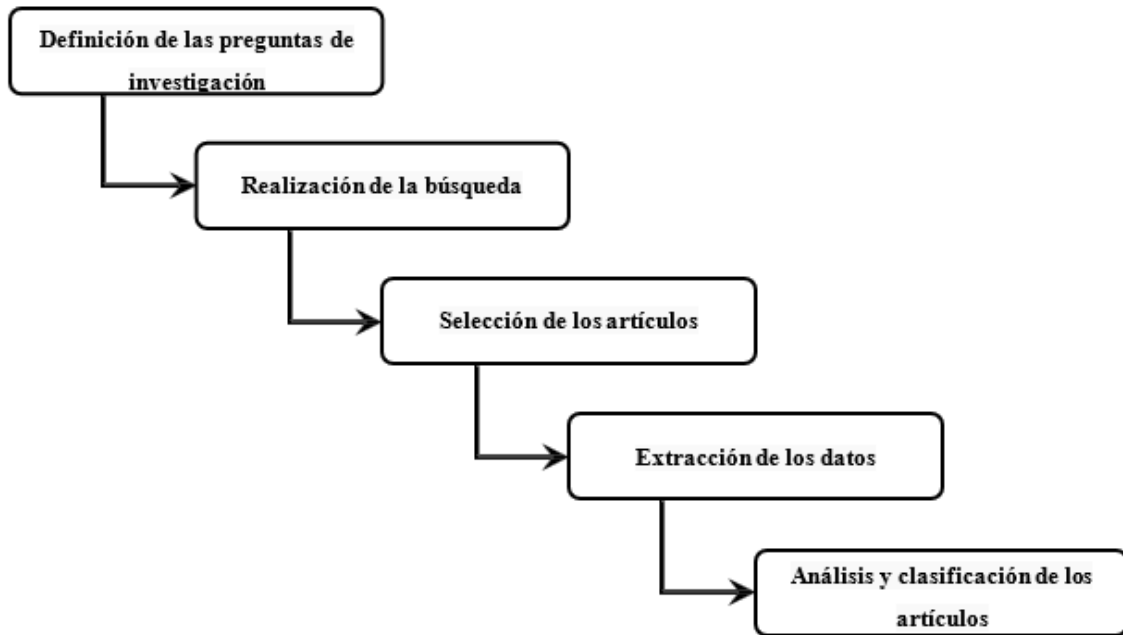 Definición de las preguntas de
investigación
Realización de la búsqueda
Selección de los artículos
Extracción de los datos
Análisis y clasificación de los
artículos